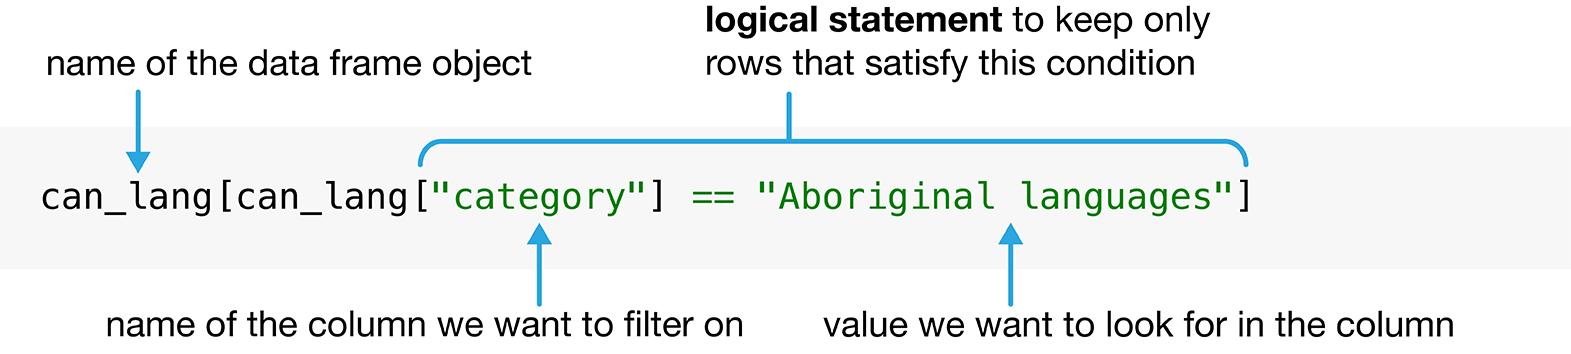 logical statement to keep only
rows that satisfy this condition
name of the data frame object
can_lang[can_lang["category"] == "Aboriginal languages"]
name of the column we want to filter on
value we want to look for in the column